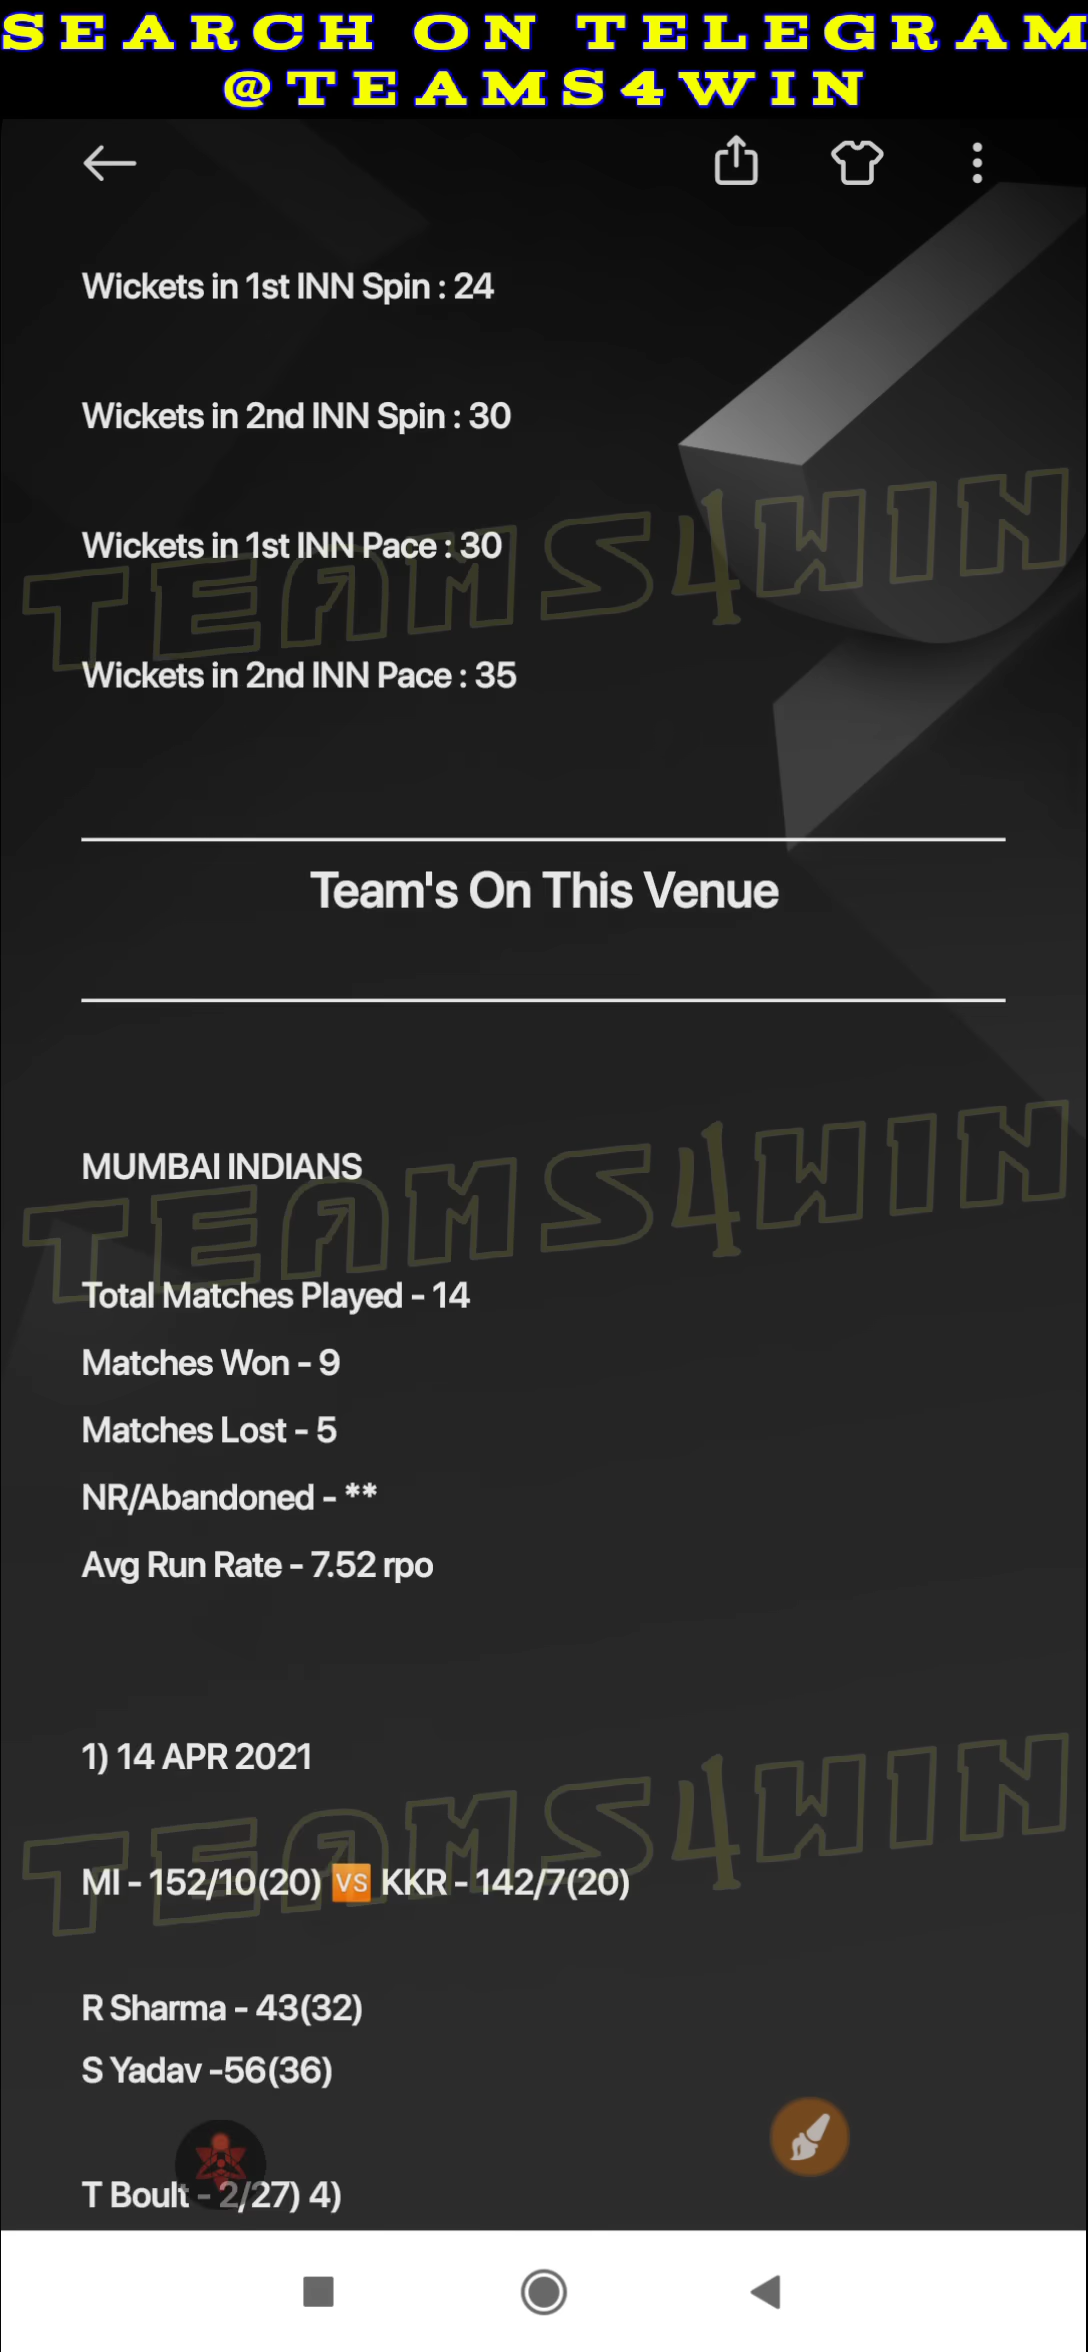 SEARCH ON TELEGRAM
@TEAMS4WIN
Wickets in 1st INN Spin : 24
Wickets in 2nd INN Spin : 30
TEAMS4WIN
Wickets in 1st INN Pace : 30
Wickets in 2nd INN Pace : 35
Team's On This Venue
MUMBAI INDIANS
TEAMS4WIN
Total Matches Played - 14
Matches Won - 9
Matches Lost - 5
NR/Abandoned - **
Avg Run Rate - 7.52 rpo
1) 14 APR 2021
TEAMS4WIN
MI - 152/10(20) 🆚 KKR - 142/7(20)
R Sharma - 43(32)
S Yadav -56(36)
T Boult - 2/27) 4)